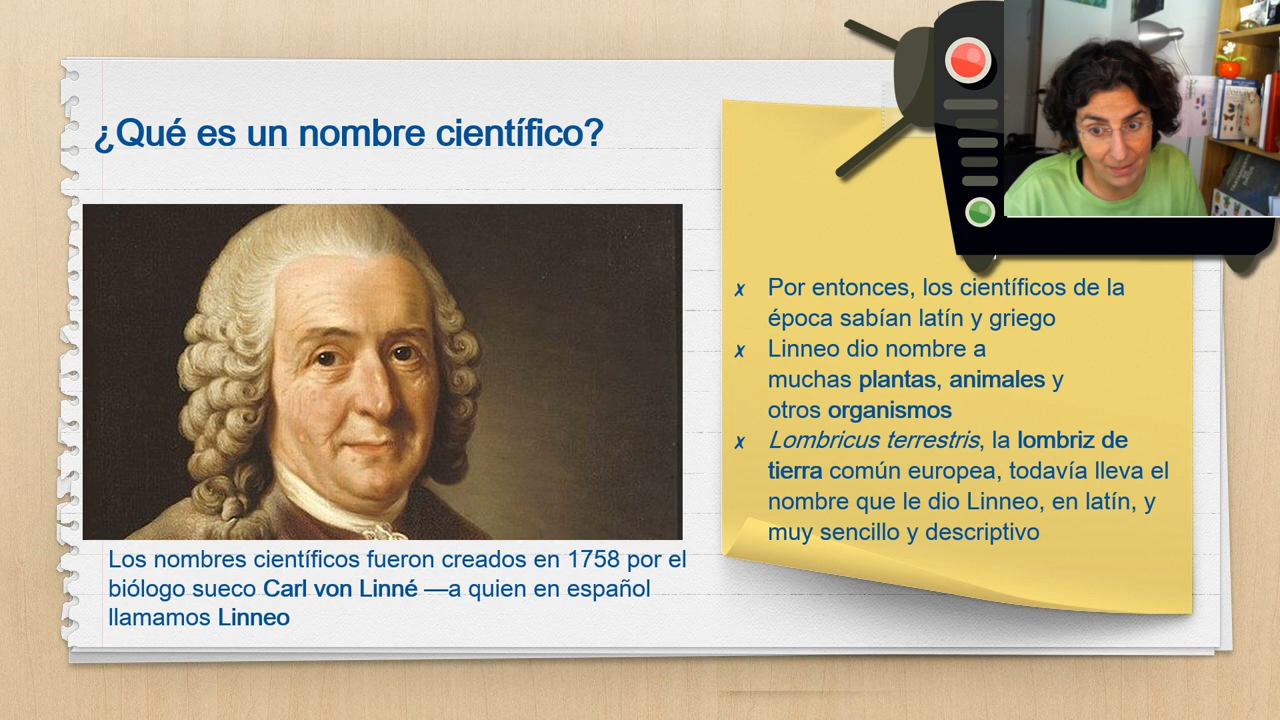 ¿Qué es un nombre científico?
Los nombres científicos fueron creados en 1758 por el
biólogo sueco Carl von Linné —a quien en español
llamamos Linneo
Por entonces, los científicos de la
época sabían latín y griego
Linneo dio nombre a
muchas plantas, animales y
otros organismos
Lombricus terrestris, la lombriz de
tierra común europea, todavía lleva el
nombre que le dio Linneo, en latín, y
muy sencillo y descriptivo